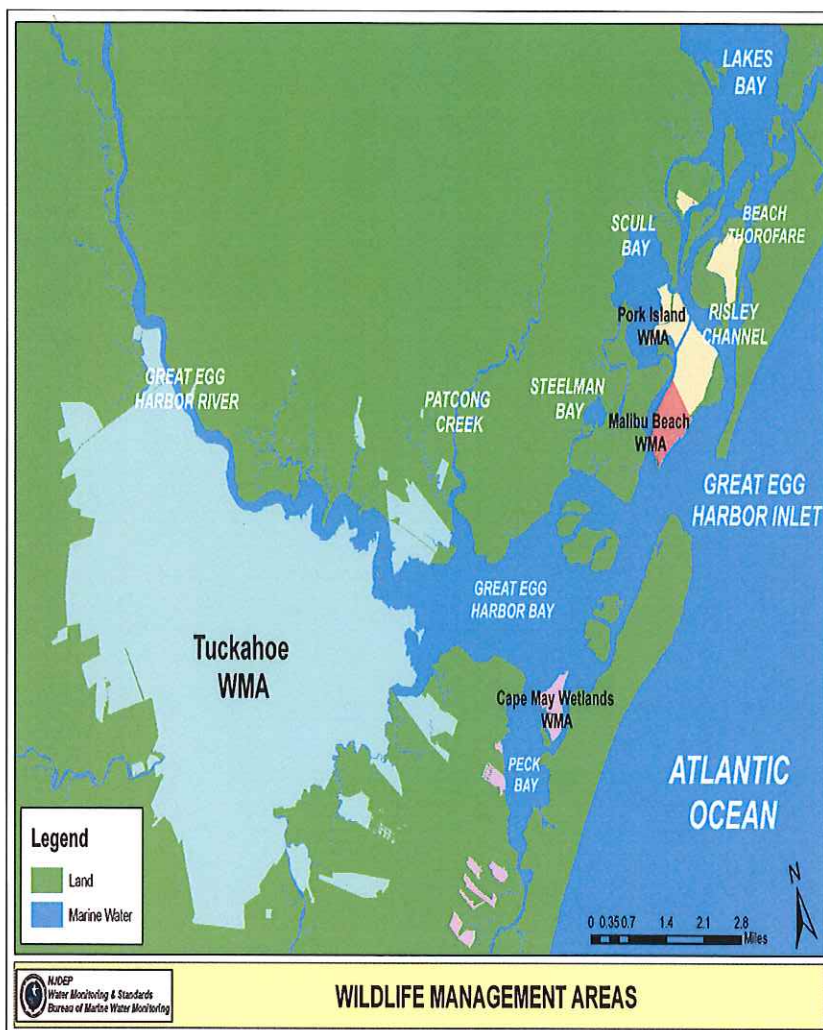 LAKES
BAY
BEACH
THOROFARE
SCULL
BAY
Pork Island
WMA
RISLEY
CHANNEL
GREAT EGG
HARBOR RIVER
PATCONG
CREEK
STEELMAN
BAY
Malibu Beach
WMA
GREAT EGG
HARBOR INLET
GREAT EGG
HARBOR BAY
Tuckahoe
WMA
Cape May Wetlands
WMA
PECK
BAY
ATLANTIC
OCEAN
Legend
Land
Marine Water
N
0 0.35 0.7 1.4 2.1 2.8
Miles
NJDEP
Water Monitoring & Standards
Bureau of Marine Water Monitoring
WILDLIFE MANAGEMENT AREAS